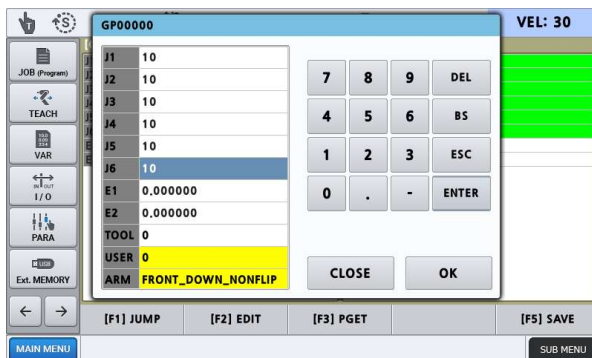 GP00000
VEL: 30
JOB (Program)
TEACH
VAR
IN OUT
I/O
PARA
USB
Ext. MEMORY
MAIN MENU
J1 10
J2 10
J3 10
J4 10
J5 10
J6 10
E1 0.000000
E2 0.000000
TOOL 0
USER 0
ARM FRONT_DOWN_NONFLIP
7 8 9 DEL
4 5 6 BS
1 2 3 ESC
0 . - ENTER
CLOSE OK
[F1] JUMP [F2] EDIT [F3] PGET [F5] SAVE
SUB MENU